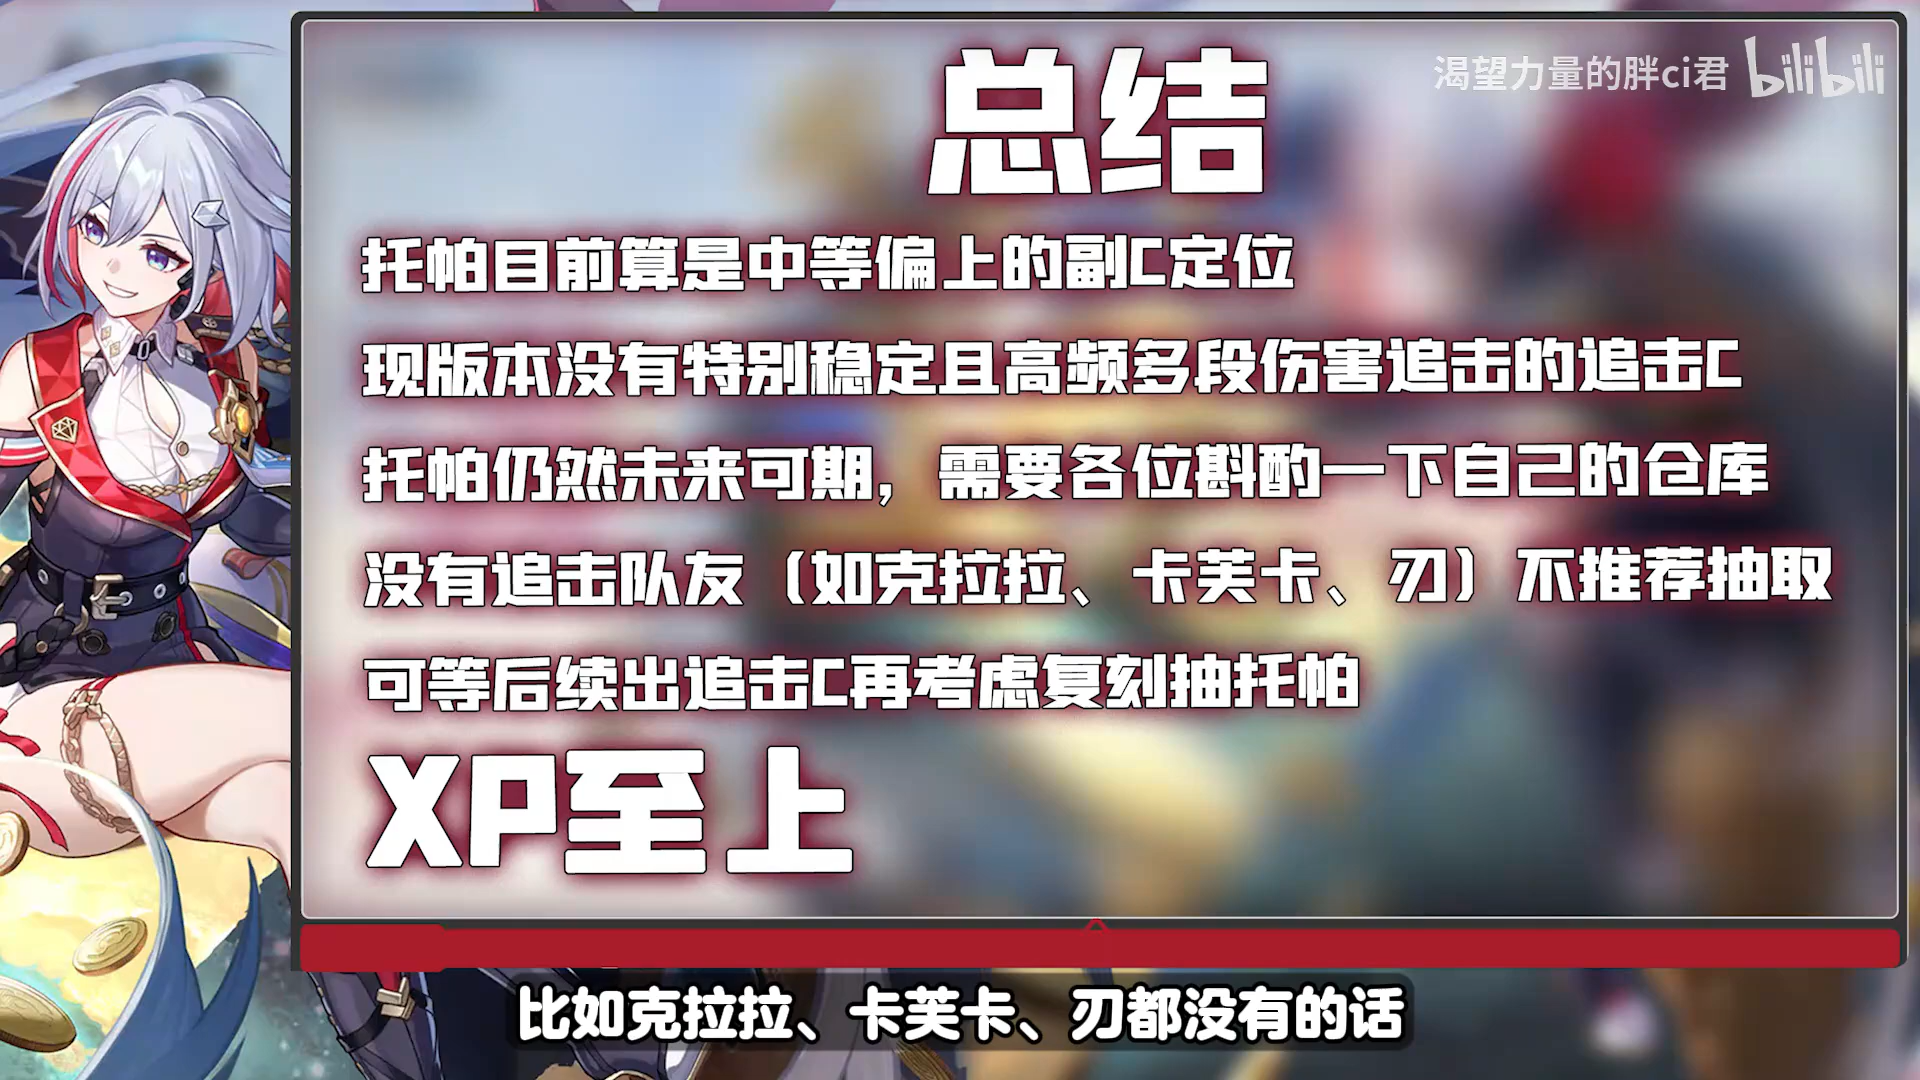 总结
渴望力量的胖ci君 bilibili
托帕目前算是中等偏上的副C定位
现版本没有特别稳定且高频多段伤害追击的追击C
托帕仍然未来可期，需要各位斟酌一下自己的仓库
没有追击队友（如克拉拉、卡芙卡、刃）不推荐抽取
可等后续出追击C再考虑复刻抽托帕
XP至上
比如克拉拉、卡芙卡、刃都没有的话